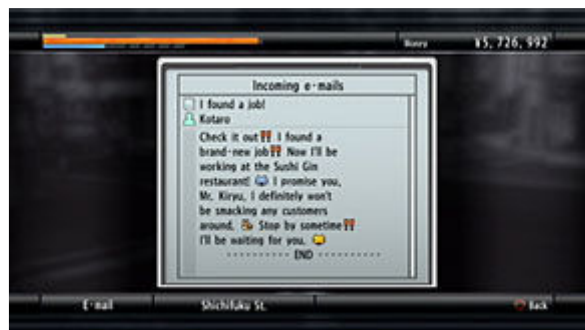 Money ¥5,726,992
Incoming e-mails
I found a job!
Kotaro
Check it out‼ I found a
brand-new job‼ Now I'll be
working at the Sushi Gin
restaurant! I promise you,
Mr. Kiryu, I definitely won't
be smacking any customers
around. Stop by sometime‼
I'll be waiting for you.
---------- END ----------
E-mail Shichifuku St. Back